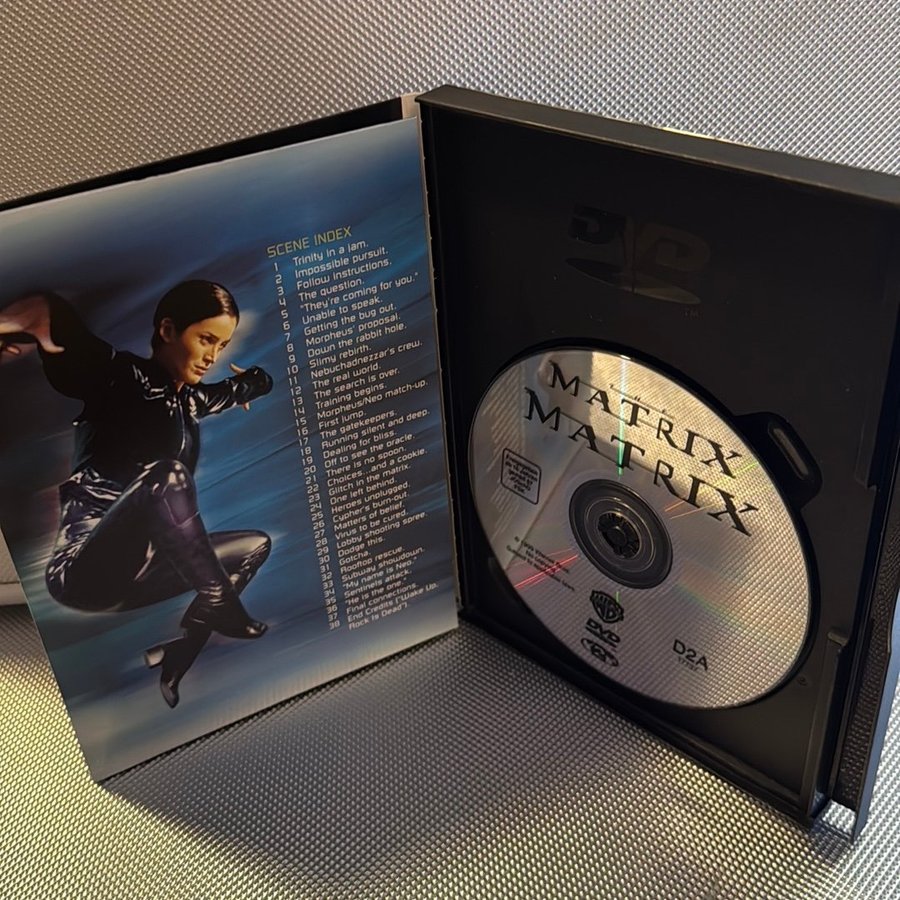 SCENE INDEX
1 Trinity in a jam.
2 Impossible pursuit.
3 Follow instructions.
4 The question.
5 "They're coming for you."
6 Unable to speak.
7 Getting the bug out.
8 Morpheus' proposal.
9 Down the rabbit hole.
10 Slimy rebirth.
11 Nebuchadnezzar's crew.
12 The real world.
13 The search is over.
14 Training begins.
15 Morpheus/Neo match-up.
16 First jump.
17 The gatekeepers.
18 Running silent and deep.
19 Dealing for bliss.
20 Off to see the oracle.
21 There is no spoon.
22 Choices...and a cookie.
23 Glitch in the matrix.
24 One left behind.
25 Heroes unplugged.
26 Cypher's burn-out.
27 Matters of belief.
28 Virus to be cured.
29 Lobby shooting spree.
30 Dodge this.
31 Gotcha.
32 Rooftop rescue.
33 Subway showdown.
34 "My name is Neo."
35 Sentinels attack.
36 "He is the one."
37 Final connections.
38 End Credits ("Wake Up,
Rock is Dead").
DVD
TM
THE
MATRIX
MATRIX
WB
DVD
D2A